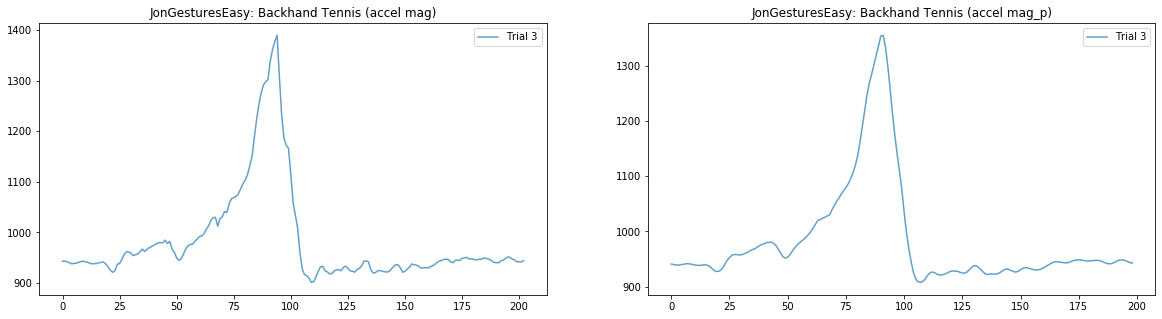 JonGesturesEasy: Backhand Tennis (accel mag)
1400
1300
1200
1100
1000
900
0 25 50 75 100 125 150 175 200
Trial 3
JonGesturesEasy: Backhand Tennis (accel mag_p)
1300
1200
1100
1000
900
0 25 50 75 100 125 150 175 200
Trial 3